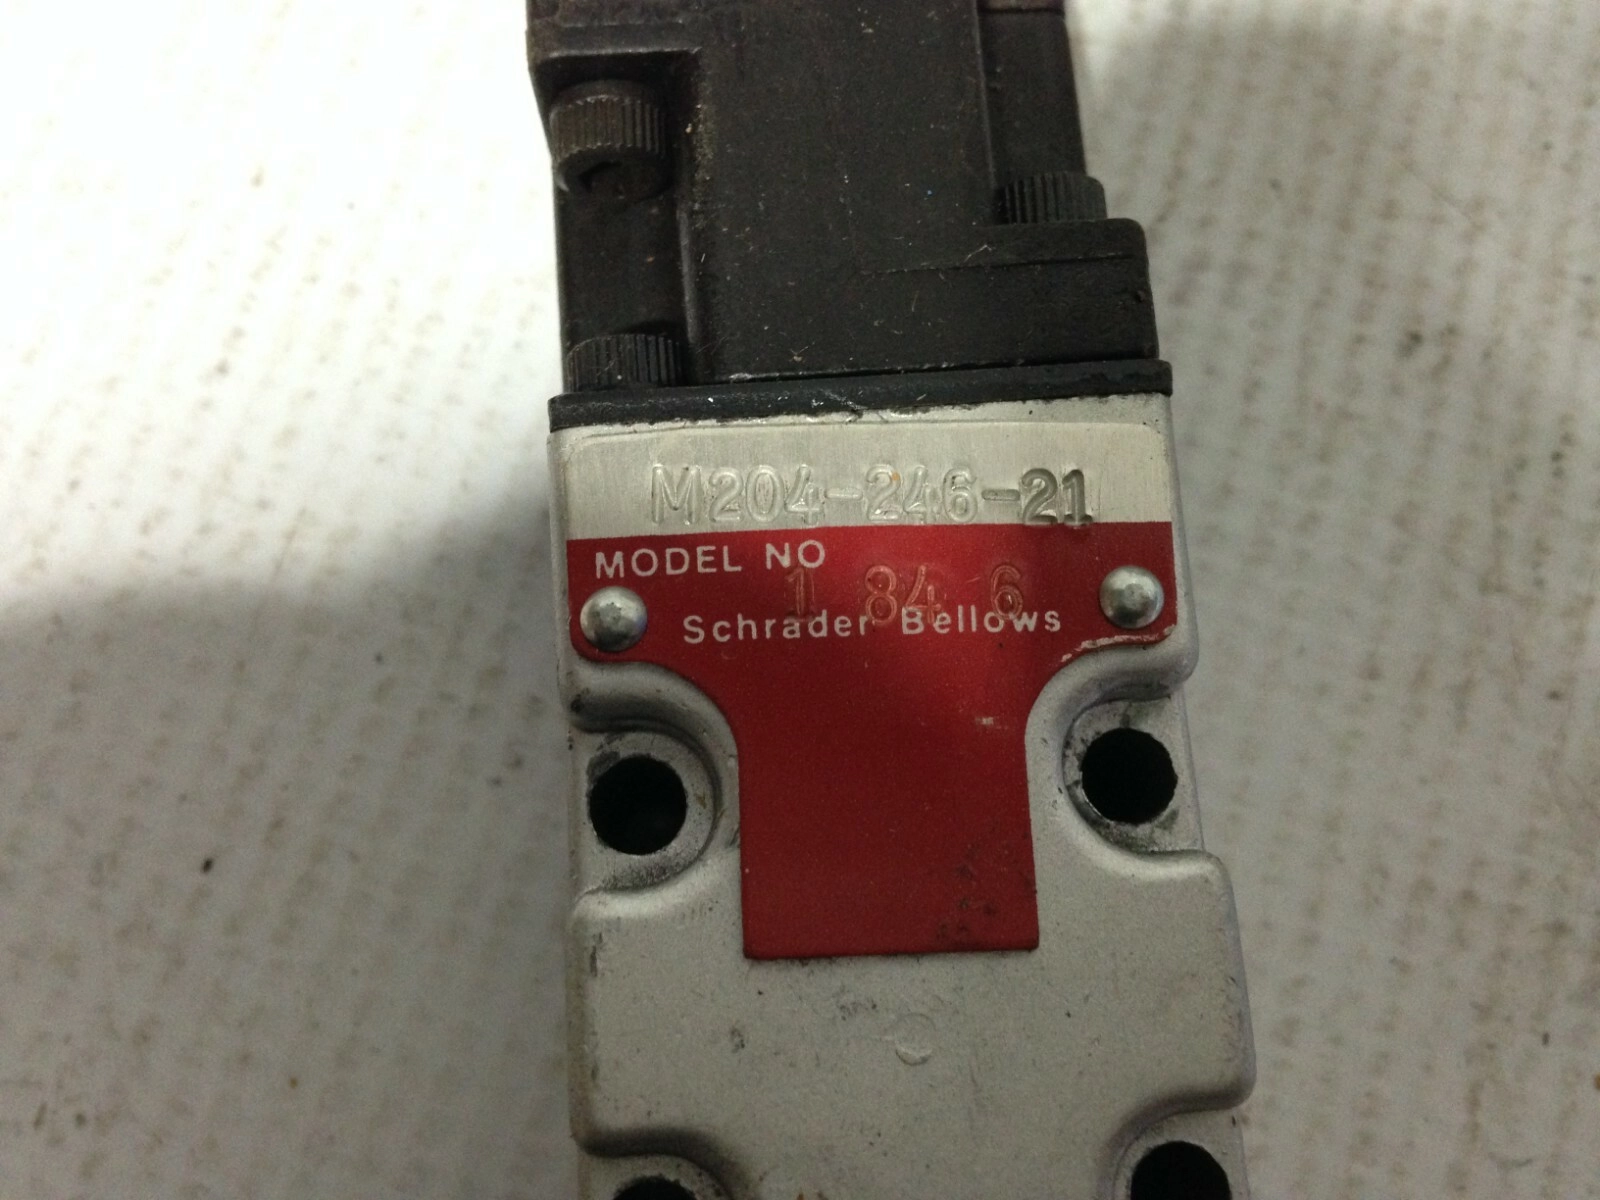 M204-246-21
MODEL NO
1 84 6
Schrader Bellows